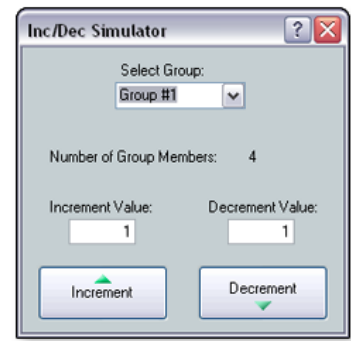 Inc/Dec Simulator ?
Select Group:
Group #1
Number of Group Members: 4
Increment Value: Decrement Value:
1 1
Increment Decrement